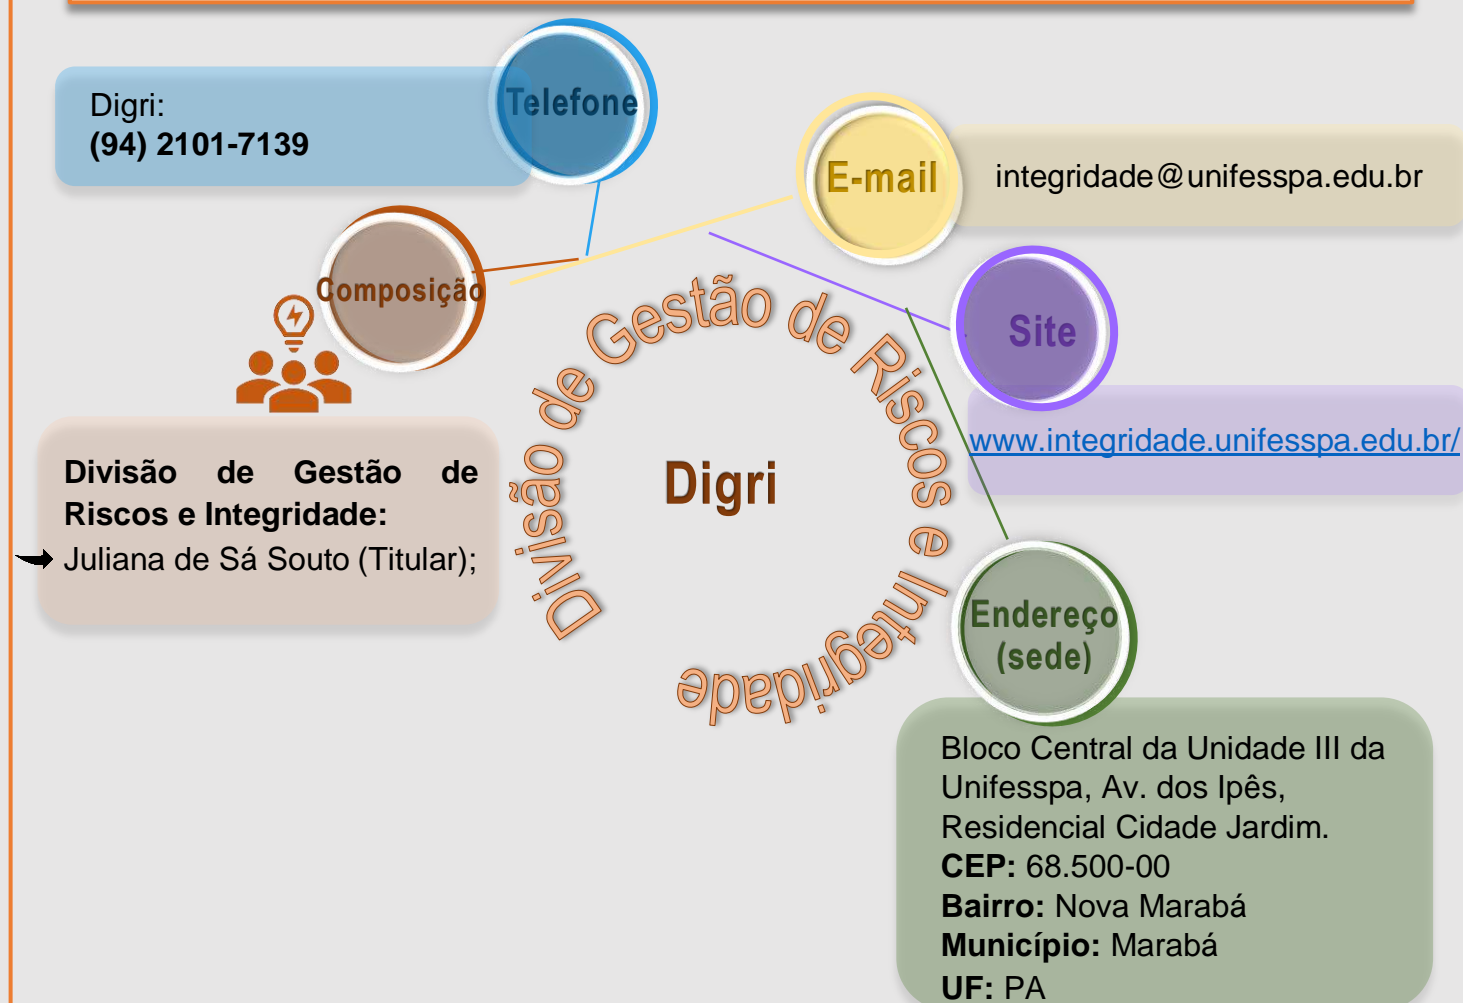 Telefone
Digri:
(94) 2101-7139
E-mail
integridade@unifesspa.edu.br
Composição
Site
www.integridade.unifesspa.edu.br/
Divisão de Gestão de Riscos e Integridade
Digri
Divisão de Gestão de
Riscos e Integridade:
Juliana de Sá Souto (Titular);
Endereço
(sede)
Bloco Central da Unidade III da
Unifesspa, Av. dos Ipês,
Residencial Cidade Jardim.
CEP: 68.500-00
Bairro: Nova Marabá
Município: Marabá
UF: PA